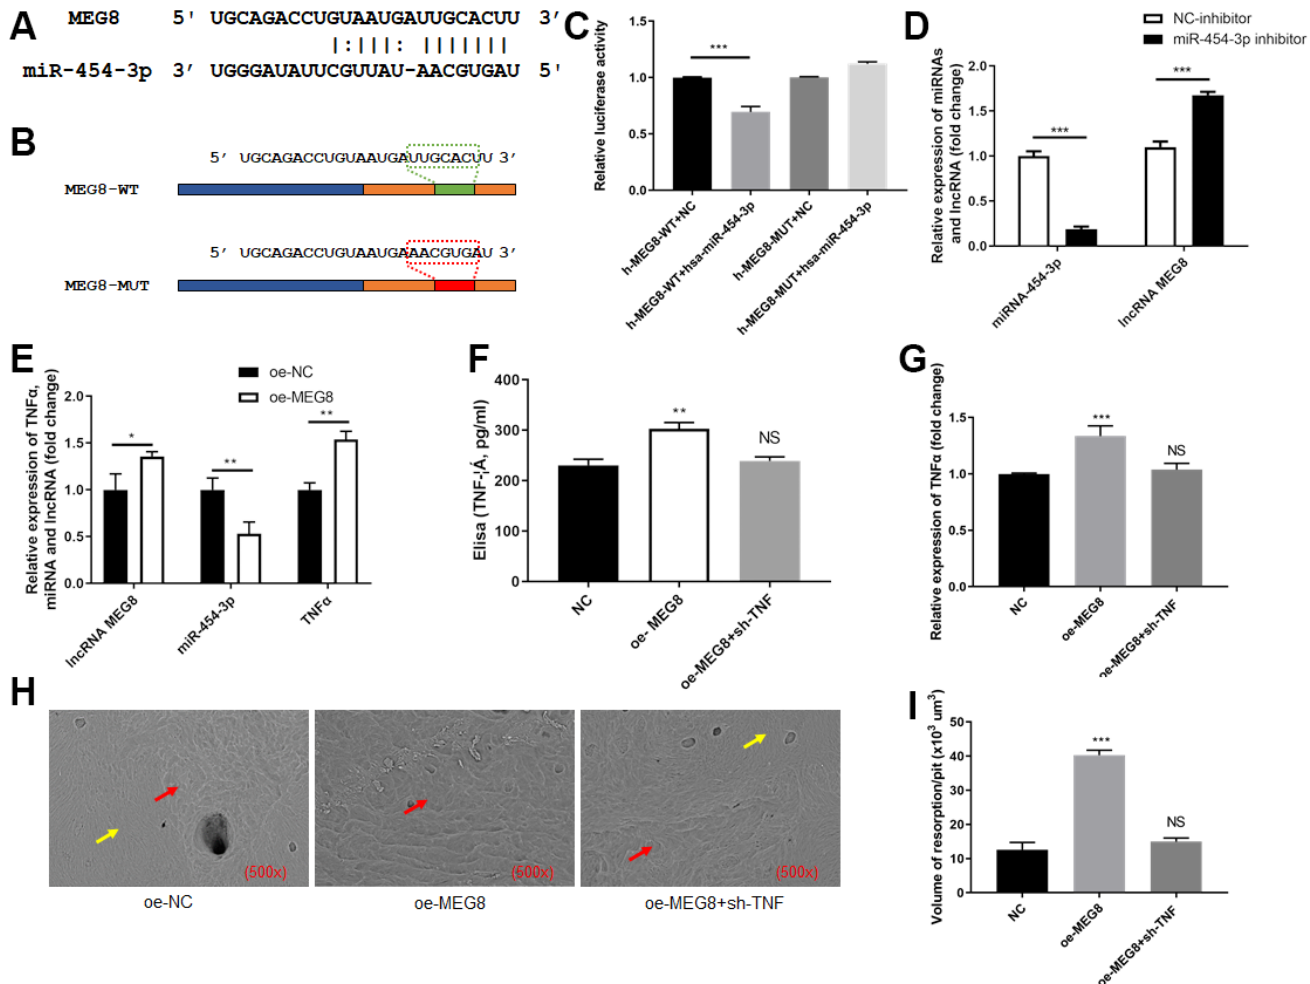 A
MEG8 5' UGCAGACCUGUAAUGAUUGCACUU 3'
|:|||: |||||||
miR-454-3p 3' UGGGAUAUUCGUUAU-AACGUGAU 5'
B
5' UGCAGACCUGUAAUGAUUGCACUU 3'
MEG8-WT
5' UGCAGACCUGUAAUGAAACGUGAU 3'
MEG8-MUT
C
Relative luciferase activity
1.5
1.0
0.5
0.0
***
h-MEG8-WT+NC
h-MEG8-WT+hsa-miR-454-3p
h-MEG8-MUT+NC
h-MEG8-MUT+hsa-miR-454-3p
D
NC-inhibitor
miR-454-3p inhibitor
Relative expression of miRNAs
and lncRNA (fold change)
2.0
1.5
1.0
0.5
0.0
***
***
miRNA-454-3p
lncRNA MEG8
E
oe-NC
oe-MEG8
Relative expression of TNFα,
miRNA and lncRNA (fold change)
2.0
1.5
1.0
0.5
0.0
*
**
**
lncRNA MEG8
miR-454-3p
TNFα
F
Elisa (TNF-¦Á, pg/ml)
400
300
200
100
0
**
NS
NC
oe- MEG8
oe-MEG8+sh-TNF
G
Relative expression of TNFα (fold change)
1.5
1.0
0.5
0.0
***
NS
NC
oe-MEG8
oe-MEG8+sh-TNF
H
(500x)
(500x)
(500x)
oe-NC
oe-MEG8
oe-MEG8+sh-TNF
I
Volume of resorption/pit (x10³ um³)
50
40
30
20
10
0
***
NS
NC
oe-MEG8
oe-MEG8+sh-TNF